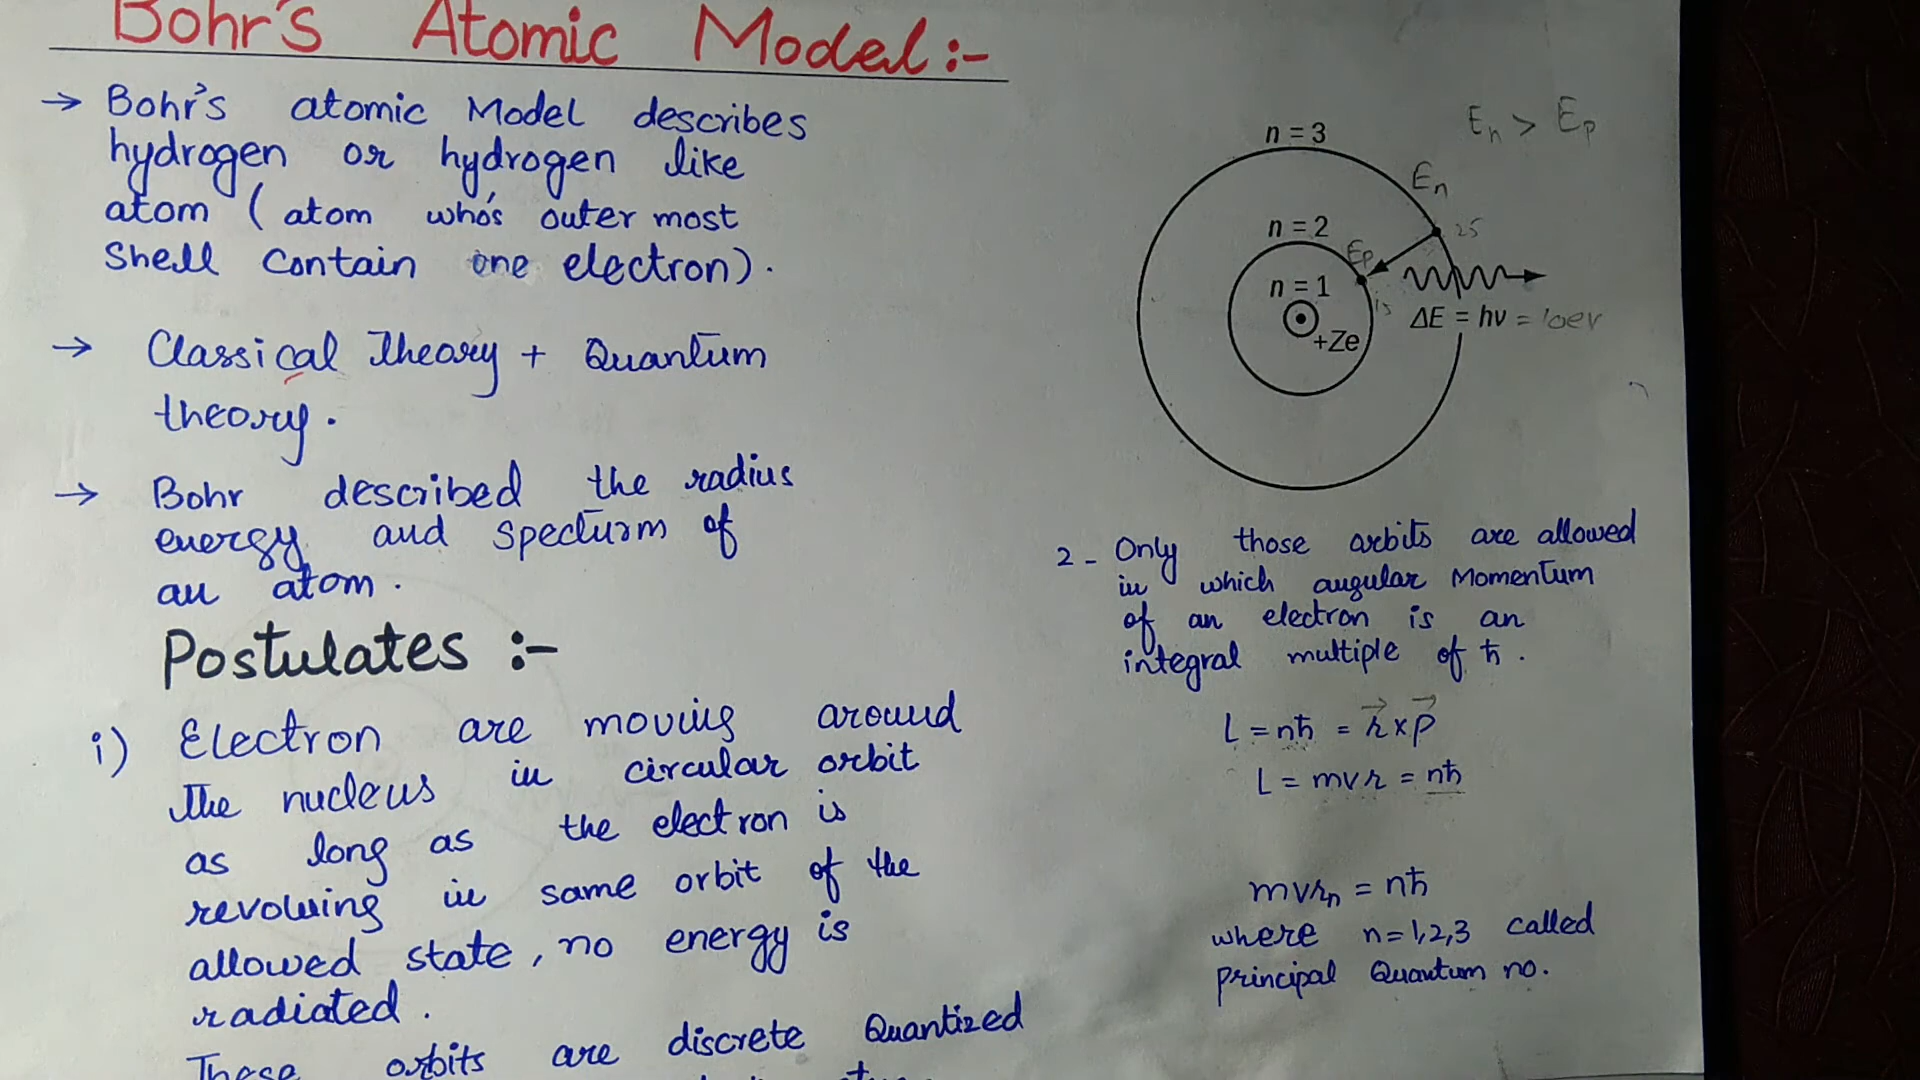 Bohr's Atomic Model:-
→ Bohr's atomic Model describes
hydrogen or hydrogen like
atom (atom who's outer most
Shell Contain one electron).
→ Classical Theory + Quantum
theory.
→ Bohr described the radius
energy and specturm of
an atom.
Postulates :-
i) Electron are moving around
The nucleus in circular orbit
as long as the electron is
revolving in same orbit of the
allowed state, no energy is
radiated.
These orbits are discrete Quantized
En > Ep
n = 3
En
n = 2
25
Ep
n = 1
15
+Ze
ΔE = hν = 10ev
2 - Only those orbits are allowed
in which angular Momentum
of an electron is an
integral multiple of ħ.
L = nħ = r⃗ x p⃗
L = mvr = nħ
mvrn = nħ
where n=1,2,3 called
principal Quantum no.